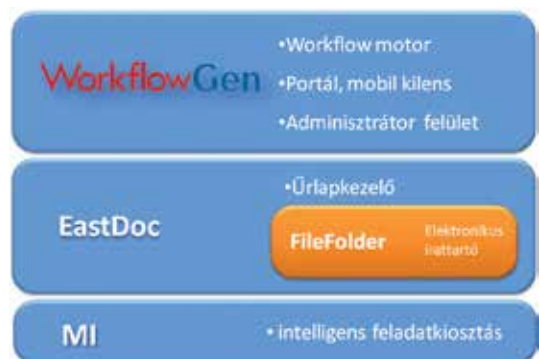 WorkflowGen
•Workflow motor
•Portál, mobil kilens
•Adminisztrátor felület
EastDoc
•Űrlapkezelő
FileFolder
Elektronikus
irattartó
MI
• intelligens feladatkiosztás